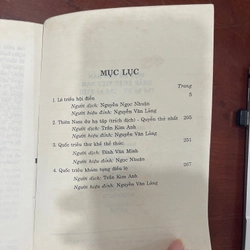 MỤC LỤC
Trang
1. Lê triều hội điển 5
Người dịch: Nguyễn Ngọc Nhuận
Người hiệu đính: Nguyễn Văn Lãng
2. Thiên Nam dư hạ tập (trích dịch) - Quyển thứ nhất 205
Người dịch: Trần Kim Anh
Người hiệu đính: Nguyễn Văn Lãng
3. Quốc triều thư khế thể thức
Người dịch: Đinh Văn Minh
Người hiệu đính: Ngọc Nhuận
4. Quốc triều khám tụng điều lệ
Người dịch: Trần Kim Anh
Người hiệu đính: Nguyễn Văn Lãng